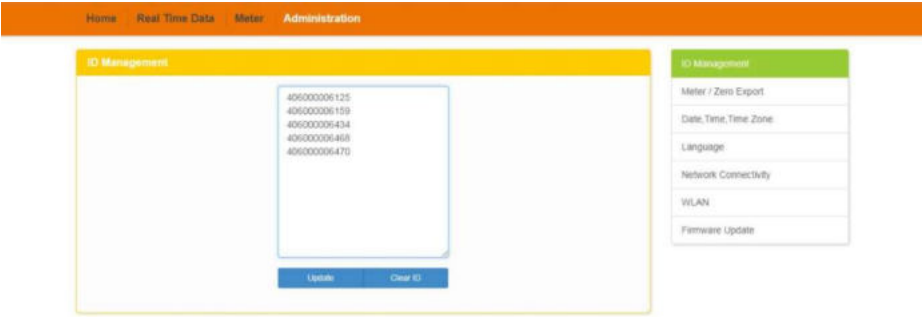 Home Real Time Data Meter Administration
ID Management
406000006125
406000006159
406000006434
406000006468
406000006470
Update Clear ID
ID Management
Meter / Zero Export
Date,Time,Time Zone
Language
Network Connectivity
WLAN
Firmware Update